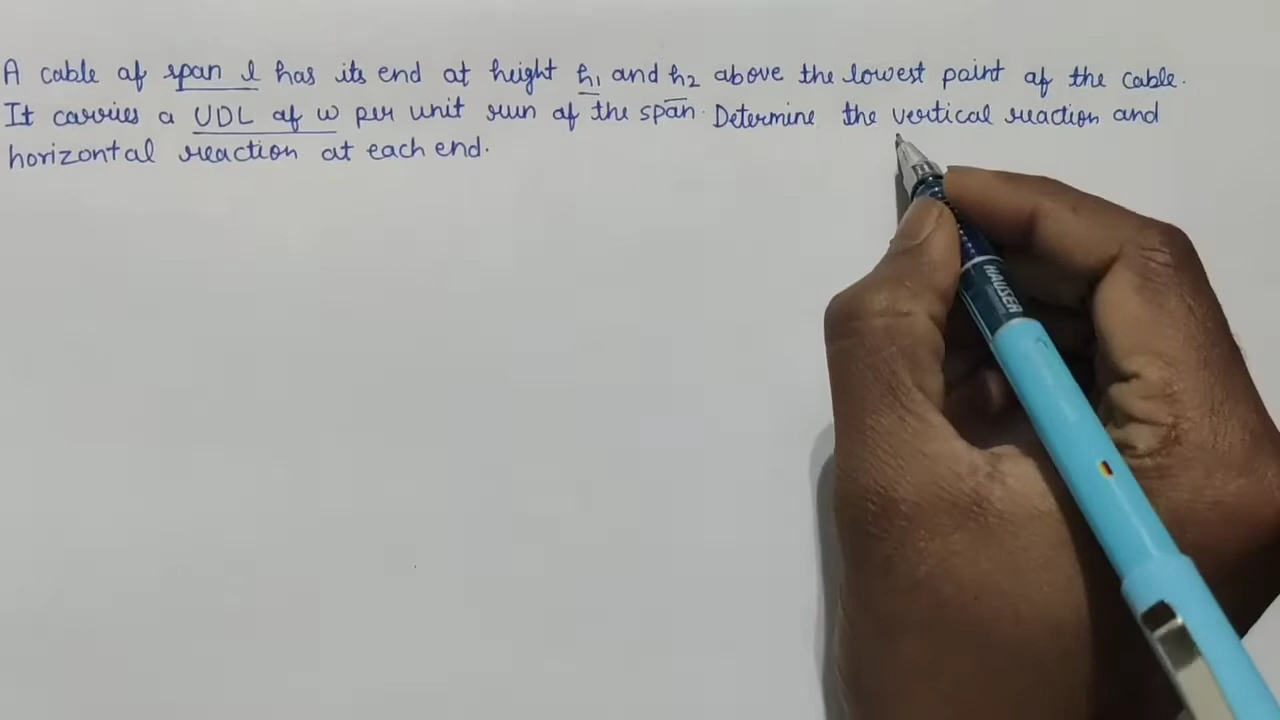 A cable of span l has its end at height h1 and h2 above the lowest point of the cable.
It carries a UDL of w per unit run of the span. Determine the vertical reaction and
horizontal reaction at each end.
HAUSER